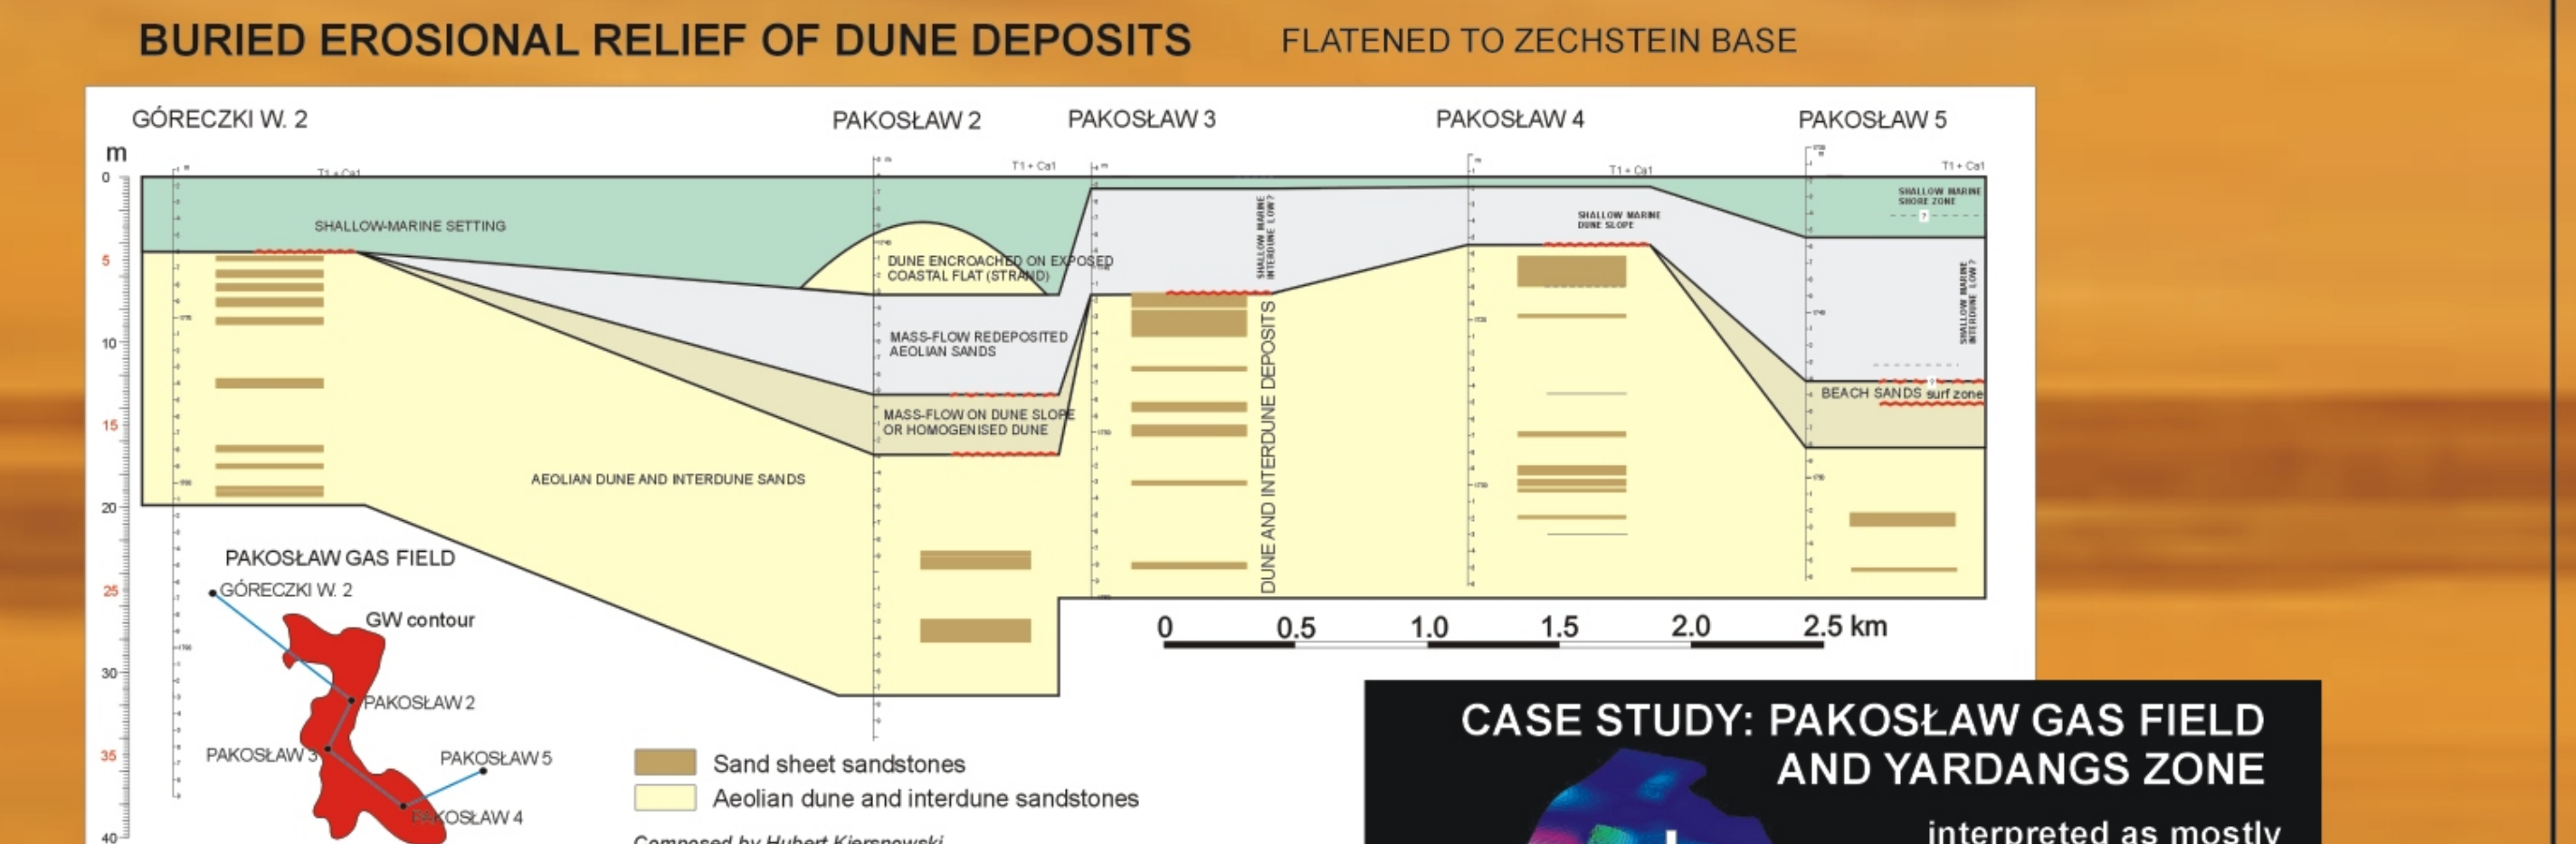 BURIED EROSIONAL RELIEF OF DUNE DEPOSITS
FLATENED TO ZECHSTEIN BASE
GÓRECZKI W. 2
PAKOSŁAW 2
PAKOSŁAW 3
PAKOSŁAW 4
PAKOSŁAW 5
m
0
5
10
15
20
25
30
35
40
T1 + Ca1
T1 + Ca1
T1 + Ca1
T1 + Ca1
SHALLOW-MARINE SETTING
DUNE ENCROACHED ON EXPOSED
COASTAL FLAT (STRAND)
MASS-FLOW REDEPOSITED
AEOLIAN SANDS
MASS-FLOW ON DUNE SLOPE
OR HOMOGENISED DUNE
AEOLIAN DUNE AND INTERDUNE SANDS
SHALLOW MARINE
INTERDUNE LOW?
DUNE AND INTERDUNE DEPOSITS
SHALLOW MARINE
DUNE SLOPE
SHALLOW MARINE
SHORE ZONE
?
SHALLOW MARINE
INTERDUNE LOW?
?
BEACH SANDS surf zone
0 0.5 1.0 1.5 2.0 2.5 km
PAKOSŁAW GAS FIELD
GÓRECZKI W. 2
GW contour
PAKOSŁAW 2
PAKOSŁAW 3
PAKOSŁAW 5
PAKOSŁAW 4
Sand sheet sandstones
Aeolian dune and interdune sandstones
Composed by Hubert Kiersnowski
CASE STUDY: PAKOSŁAW GAS FIELD
AND YARDANGS ZONE
interpreted as mostly